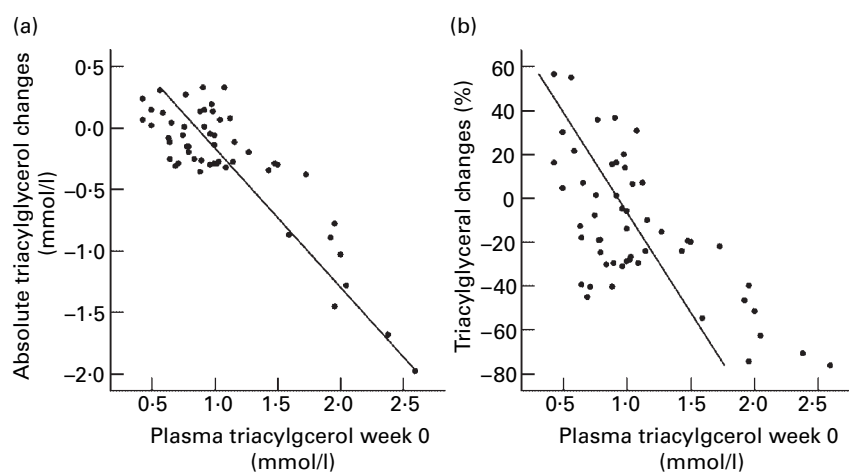 (a)
Absolute triacylglycerol changes
(mmol/l)
0·5
0·0
–0·5
–1·0
–1·5
–2·0
0·5 1·0 1·5 2·0 2·5
Plasma triacylgcerol week 0
(mmol/l)
(b)
Triacylglyceral changes (%)
60
40
20
0
–20
–40
–60
–80
0·5 1·0 1·5 2·0 2·5
Plasma triacylgcerol week 0
(mmol/l)